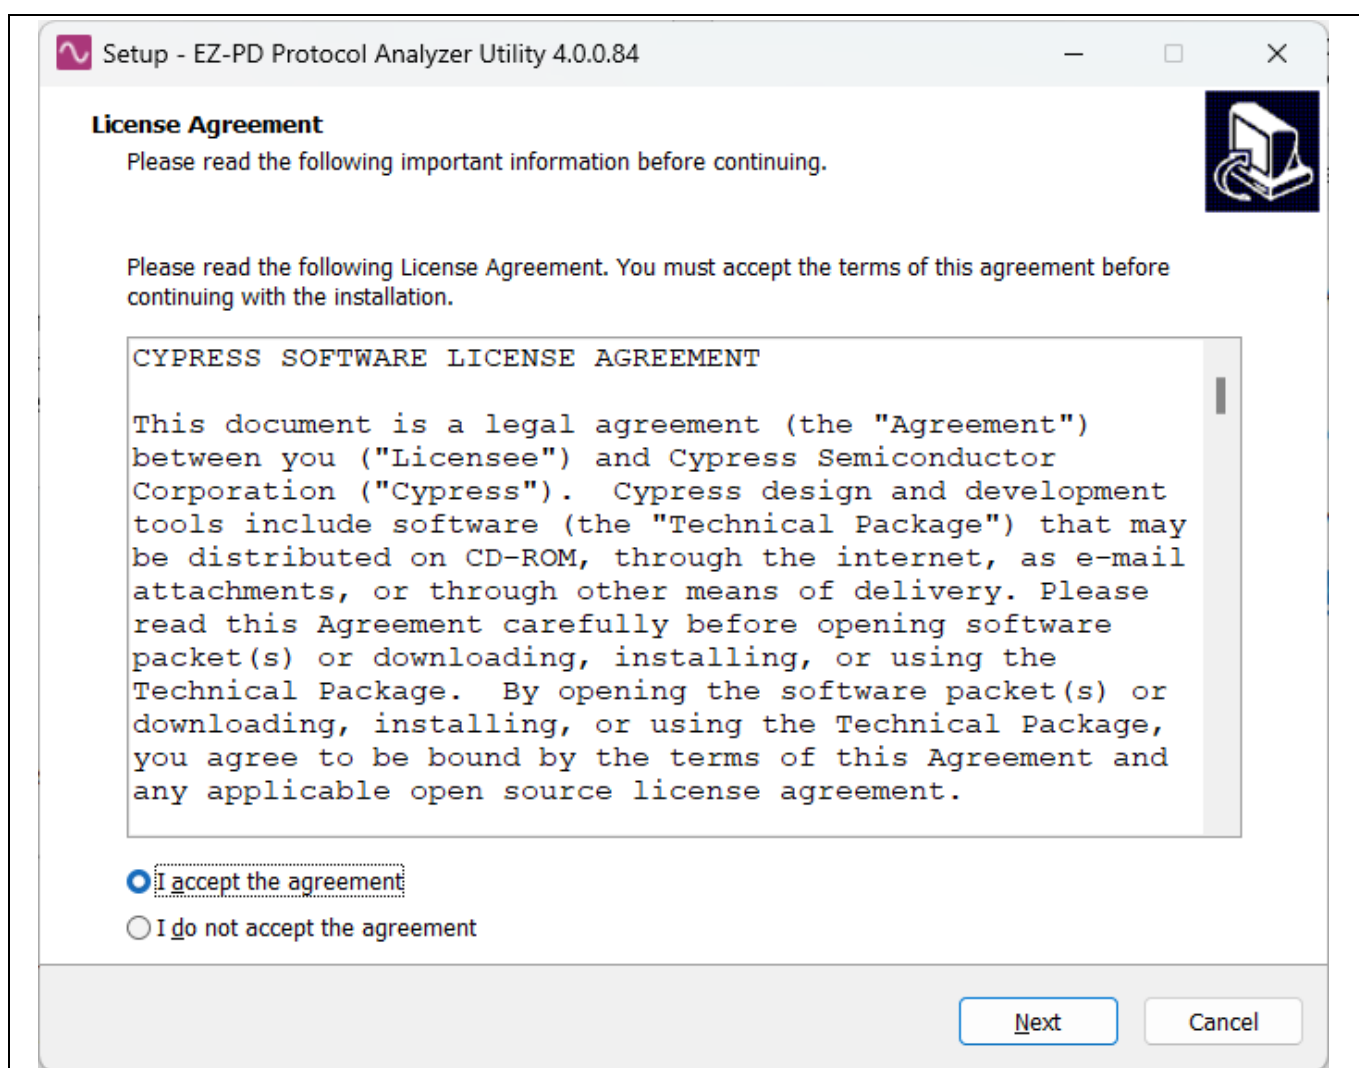 Setup - EZ-PD Protocol Analyzer Utility 4.0.0.84
License Agreement
Please read the following important information before continuing.
Please read the following License Agreement. You must accept the terms of this agreement before
continuing with the installation.
CYPRESS SOFTWARE LICENSE AGREEMENT
This document is a legal agreement (the "Agreement")
between you ("Licensee") and Cypress Semiconductor
Corporation ("Cypress").  Cypress design and development
tools include software (the "Technical Package") that may
be distributed on CD-ROM, through the internet, as e-mail
attachments, or through other means of delivery. Please
read this Agreement carefully before opening software
packet(s) or downloading, installing, or using the
Technical Package.  By opening the software packet(s) or
downloading, installing, or using the Technical Package,
you agree to be bound by the terms of this Agreement and
any applicable open source license agreement.
I accept the agreement
I do not accept the agreement
Next
Cancel